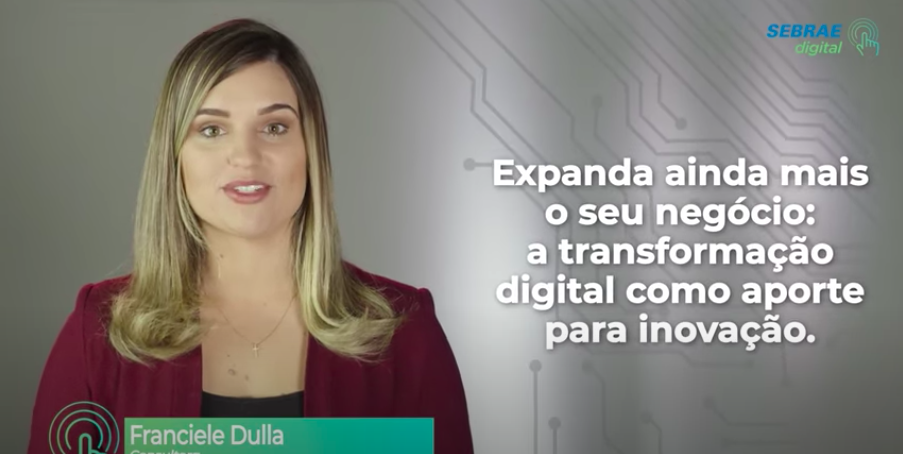 SEBRAE
digital
Expanda ainda mais
o seu negócio:
a transformação
digital como aporte
para inovação.
Franciele Dulla